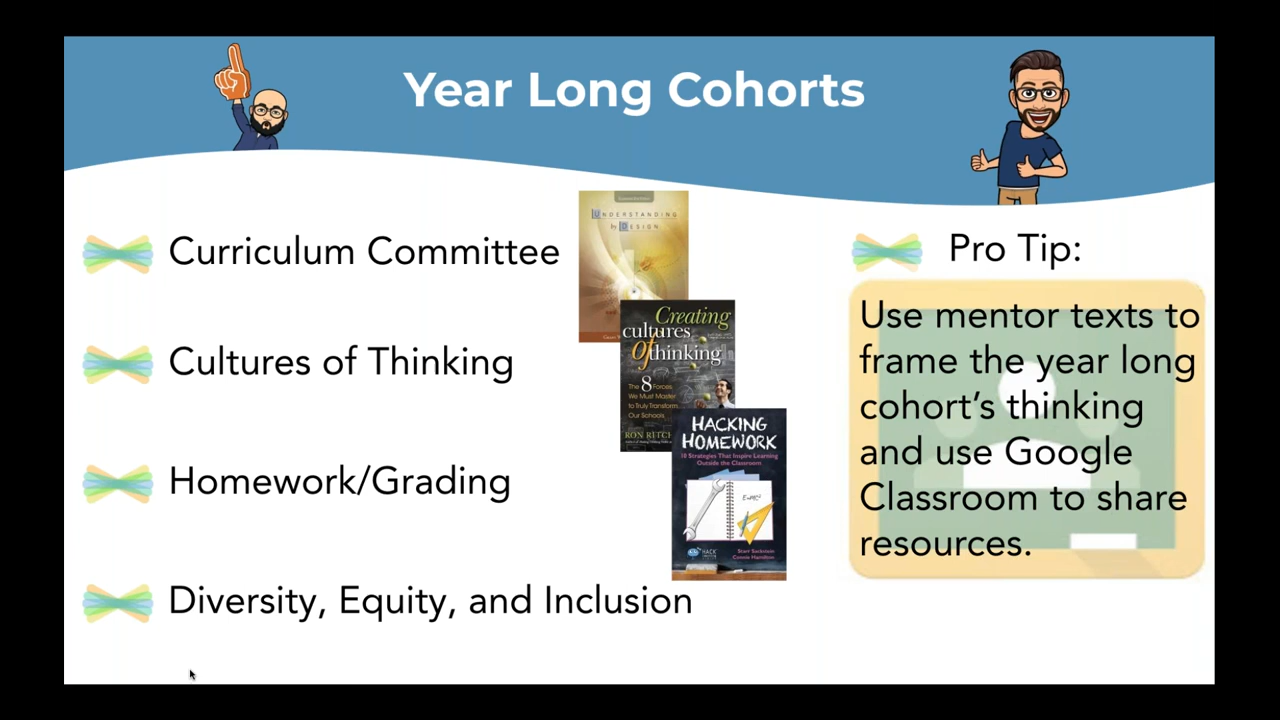 Year Long Cohorts
Curriculum Committee
Cultures of Thinking
Homework/Grading
Diversity, Equity, and Inclusion
UNDERSTANDING
by DESIGN
Creating
cultures
of thinking
The 8 Forces
We Must Master
to Truly Transform
Our Schools
RON RITCH
HACKING
HOMEWORK
10 Strategies That Inspire Learning
Outside the Classroom
E=MC²
HACK
Starr Sackstein
Connie Hamilton
Pro Tip:
Use mentor texts to
frame the year long
cohort's thinking
and use Google
Classroom to share
resources.